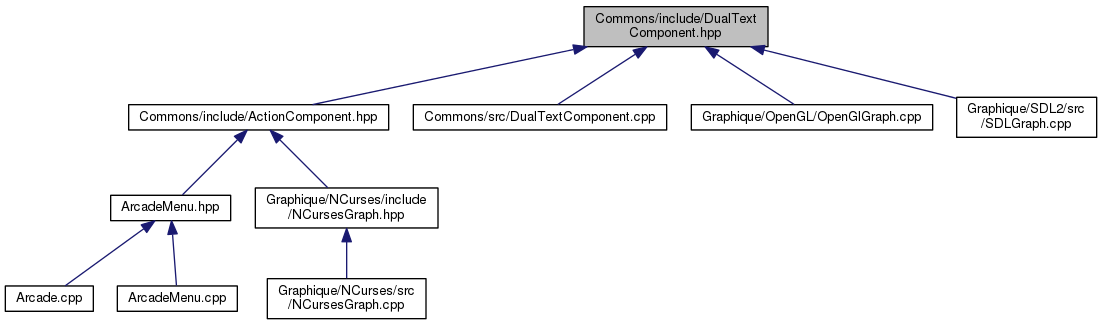 Commons/include/DualText
Component.hpp
Commons/include/ActionComponent.hpp
Commons/src/DualTextComponent.cpp
Graphique/OpenGL/OpenGlGraph.cpp
Graphique/SDL2/src
/SDLGraph.cpp
ArcadeMenu.hpp
Graphique/NCurses/include
/NCursesGraph.hpp
Arcade.cpp
ArcadeMenu.cpp
Graphique/NCurses/src
/NCursesGraph.cpp